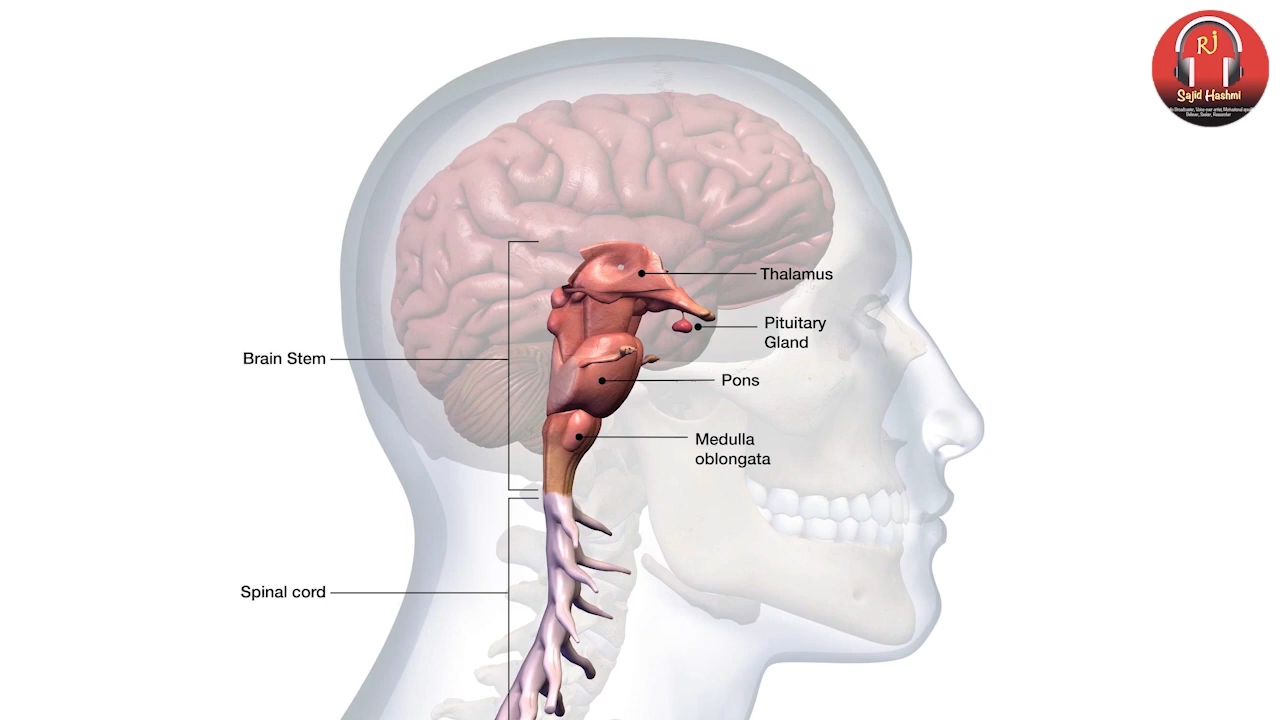 RJ
Sajid Hashmi
Thalamus
Pituitary
Gland
Brain Stem
Pons
Medulla
oblongata
Spinal cord